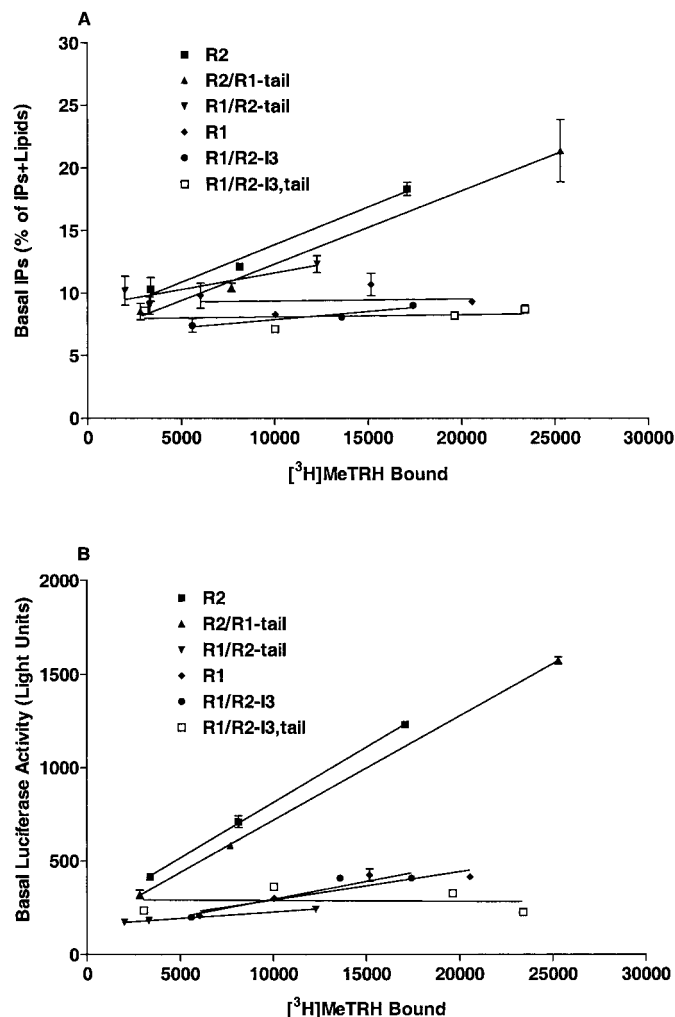 A
Basal IPs (% of IPs+Lipids)
30
25
20
15
10
5
0
R2
R2/R1-tail
R1/R2-tail
R1
R1/R2-I3
R1/R2-I3,tail
0 5000 10000 15000 20000 25000 30000
[³H]MeTRH Bound
B
Basal Luciferase Activity (Light Units)
2000
1500
1000
500
0
R2
R2/R1-tail
R1/R2-tail
R1
R1/R2-I3
R1/R2-I3,tail
0 5000 10000 15000 20000 25000 30000
[³H]MeTRH Bound